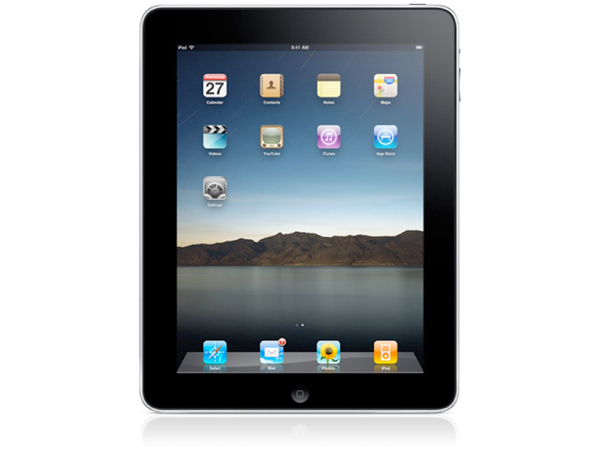 iPad 9:41 AM
27
Calendar Contacts Notes Maps
Videos YouTube iTunes App Store
Settings
Safari Mail Photos iPod